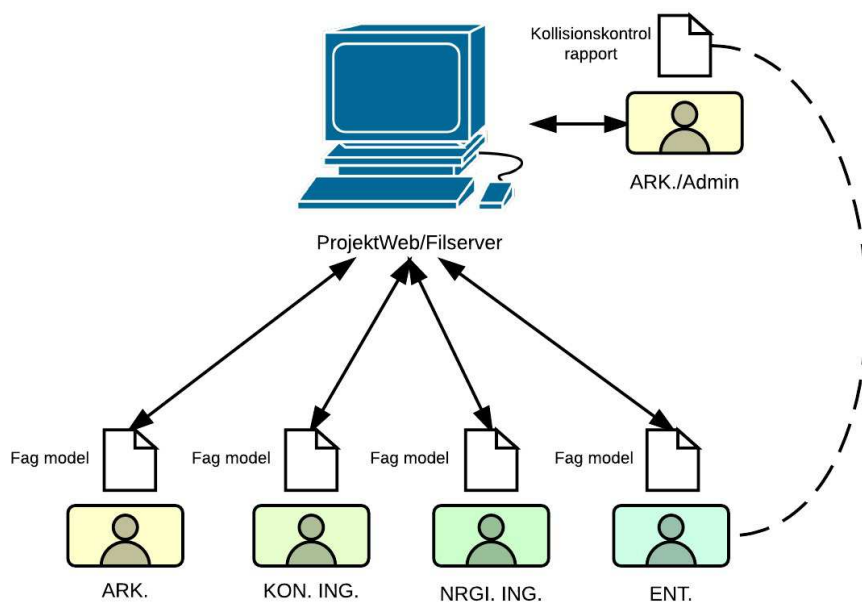 Kollisionskontrol
rapport
ARK./Admin
ProjektWeb/Filserver
Fag model
Fag model
Fag model
Fag model
ARK.
KON. ING.
NRGI. ING.
ENT.